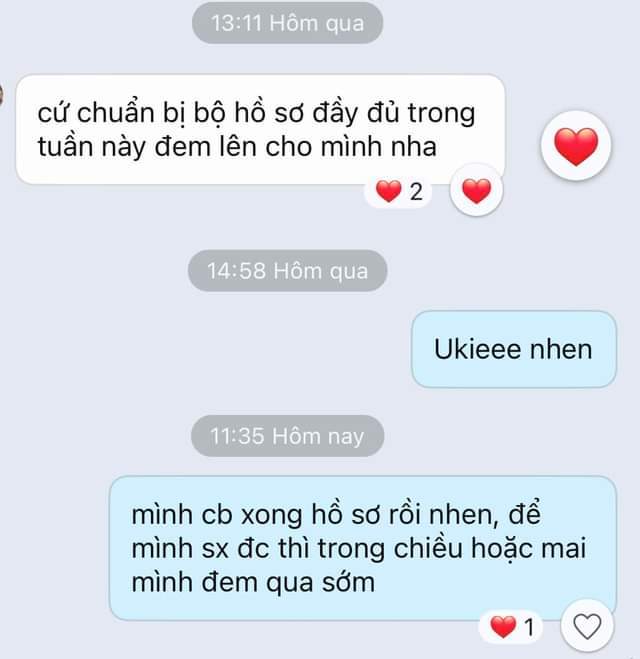 13:11 Hôm qua
cứ chuẩn bị bộ hồ sơ đầy đủ trong
tuần này đem lên cho mình nha
2
14:58 Hôm qua
Ukieee nhen
11:35 Hôm nay
mình cb xong hồ sơ rồi nhen, để
mình sx đc thì trong chiều hoặc mai
mình đem qua sớm
1